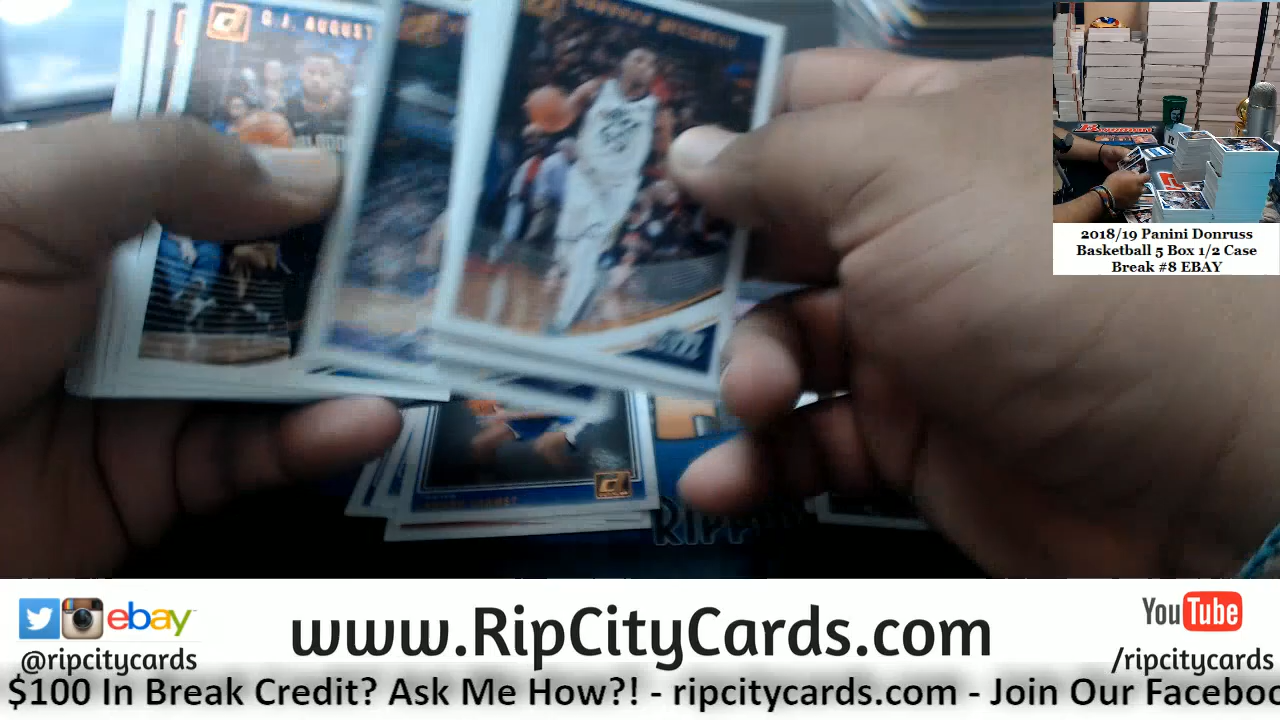 D.J. AUGUST
2018/19 Panini Donruss
Basketball 5 Box 1/2 Case
Break #8 EBAY
RIPP
ebay
www.RipCityCards.com
YouTube
@ripcitycards
/ripcitycards
$100 In Break Credit? Ask Me How?! - ripcitycards.com - Join Our Faceboo